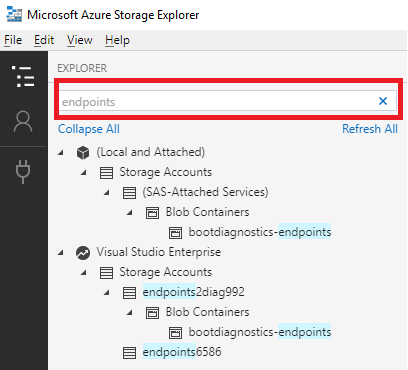 Microsoft Azure Storage Explorer
File Edit View Help
EXPLORER
endpoints
Collapse All Refresh All
(Local and Attached)
Storage Accounts
(SAS-Attached Services)
Blob Containers
bootdiagnostics-endpoints
Visual Studio Enterprise
Storage Accounts
endpoints2diag992
Blob Containers
bootdiagnostics-endpoints
endpoints6586